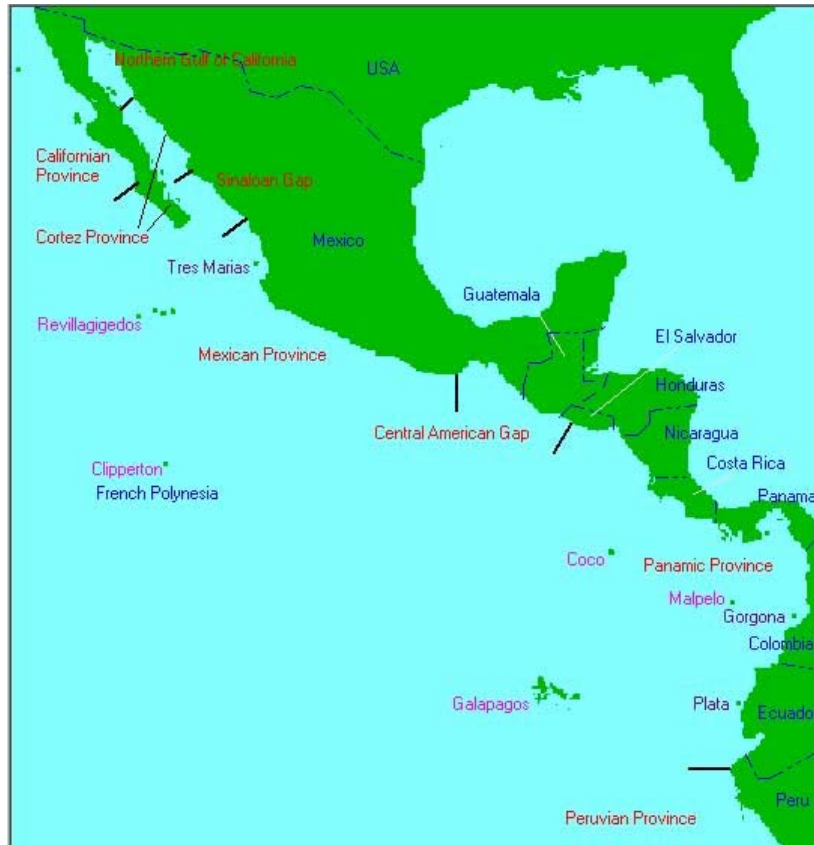 Northern Gulf of California
USA
Californian
Province
Sinaloan Gap
Cortez Province
Mexico
Tres Marias
Guatemala
Revillagigedos
El Salvador
Mexican Province
Honduras
Central American Gap
Nicaragua
Costa Rica
Clipperton
French Polynesia
Panama
Coco
Panamic Province
Malpelo
Gorgona
Colombia
Galapagos
Plata
Ecuado
Peru
Peruvian Province